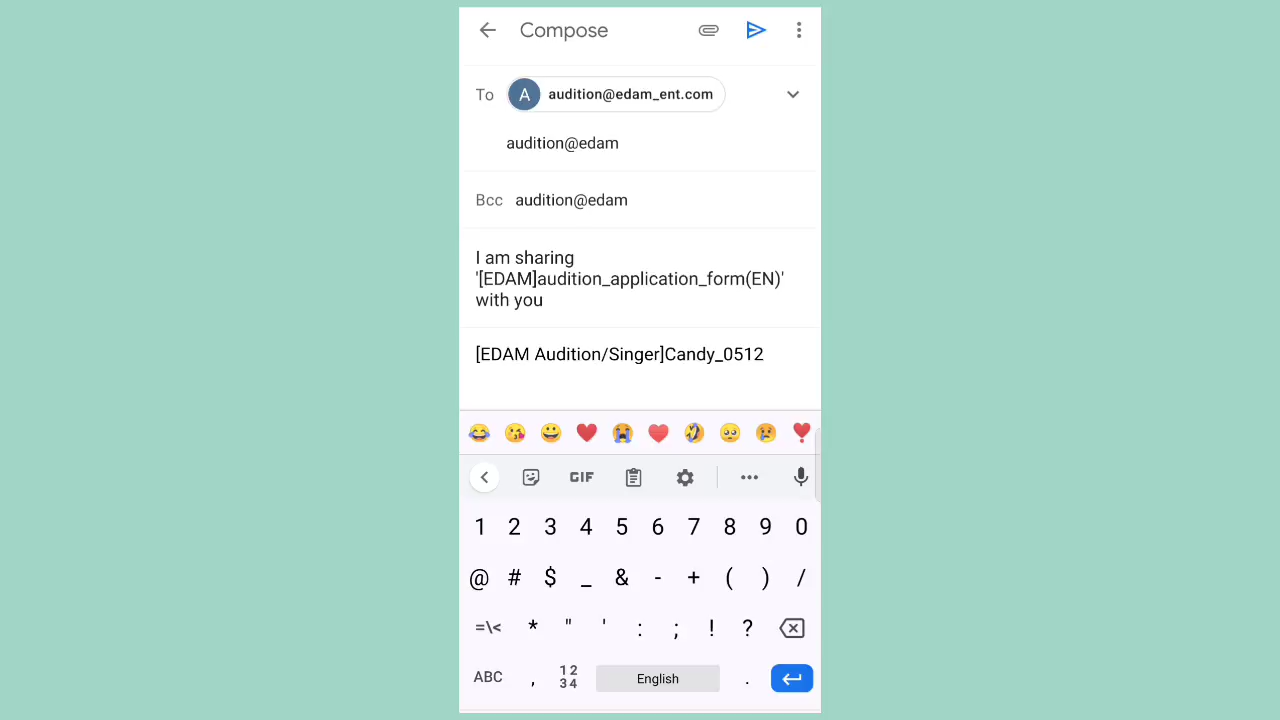 Compose
To A audition@edam_ent.com
audition@edam
Bcc audition@edam
I am sharing
'[EDAM]audition_application_form(EN)'
with you
[EDAM Audition/Singer]Candy_0512
GIF
1 2 3 4 5 6 7 8 9 0
@ # $ _ & - + ( ) /
=\< * " ' : ; ! ?
ABC , 12 34 English .